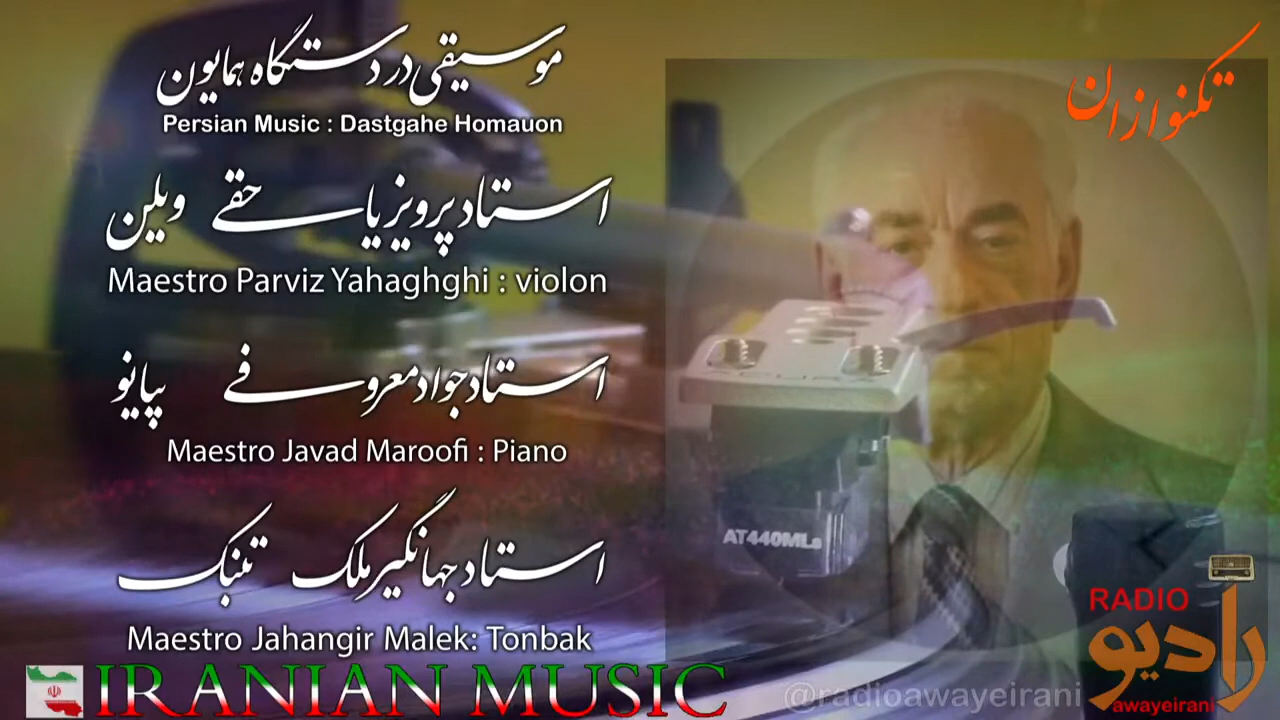 موسیقی در دستگاه همایون
Persian Music : Dastgahe Homauon
استاد پرویز یاحقی ویلن
Maestro Parviz Yahaghghi : violon
استاد جواد معروفی پیانو
Maestro Javad Maroofi : Piano
استاد جهانگیر ملک تنبک
Maestro Jahangir Malek: Tonbak
IRANIAN MUSIC
تکنوازان
AT440MLa
RADIO
رادیو
awayeirani
@radioawayeirani